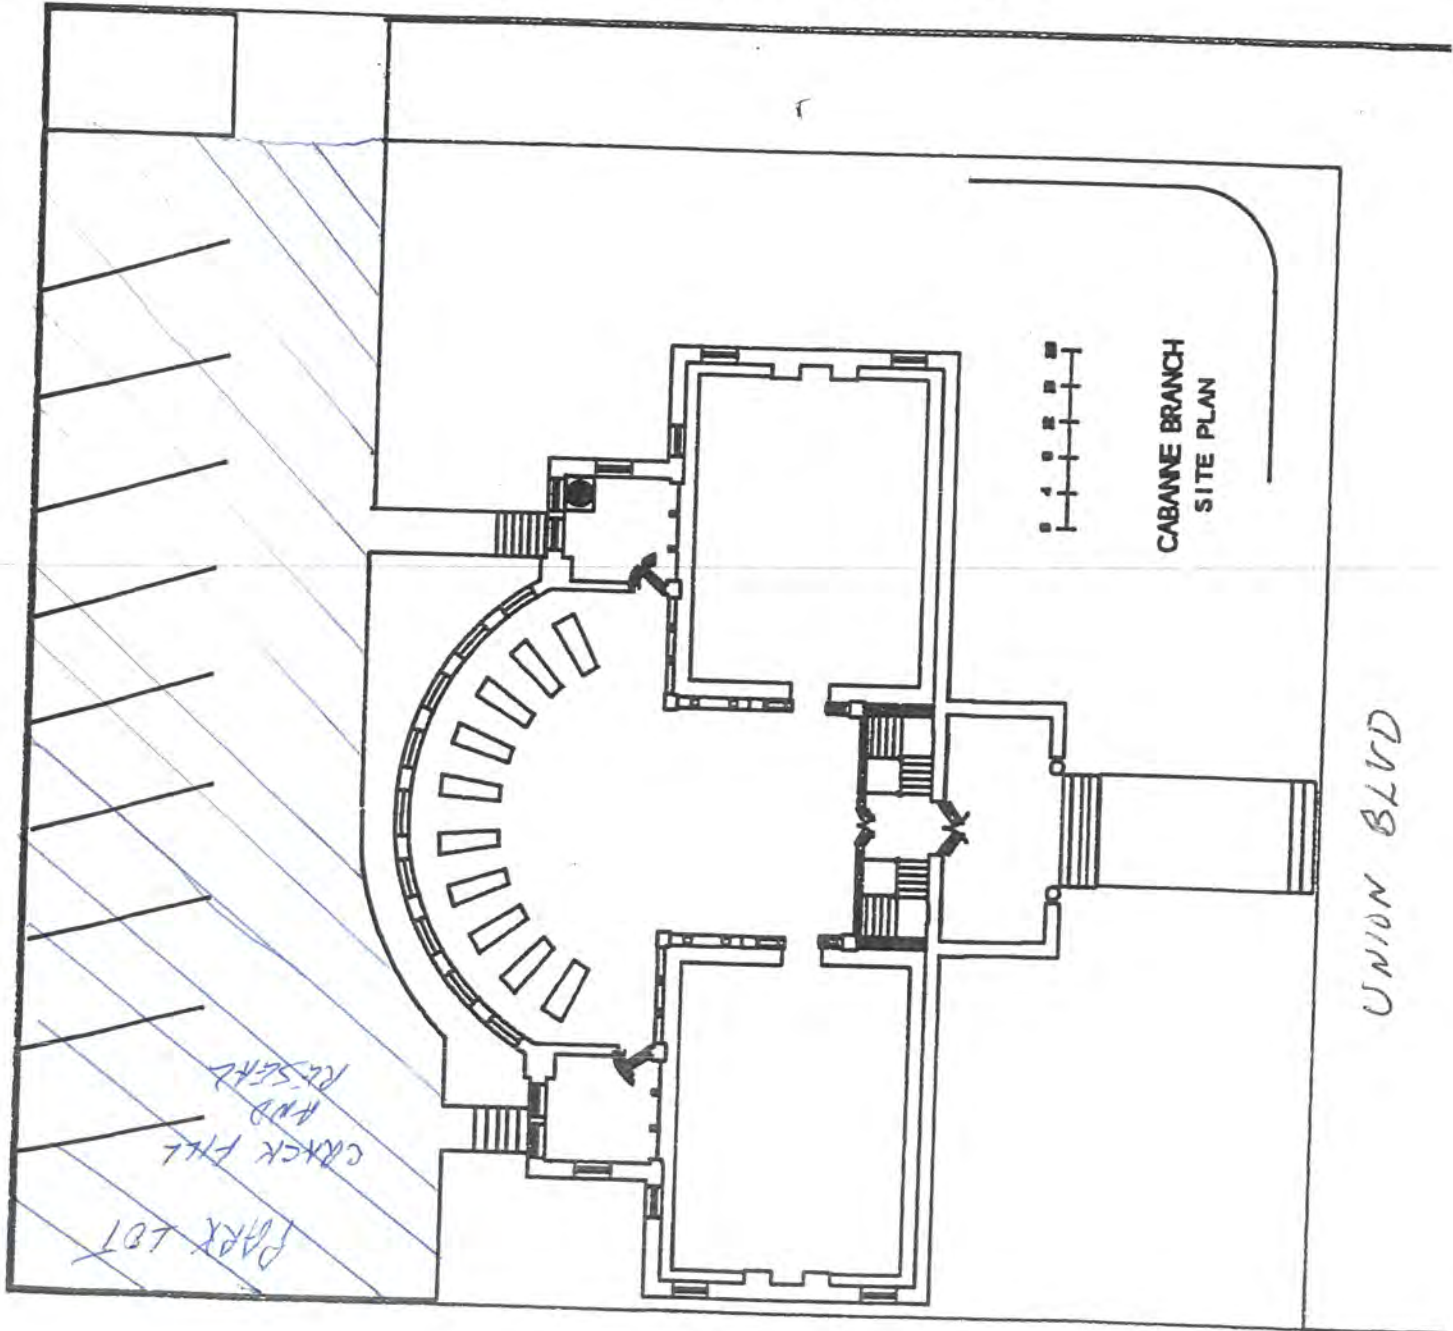 CABANNE BRANCH
SITE PLAN
UNION BLVD
PARK LOT
CRACK FILL
AND
RESEAL